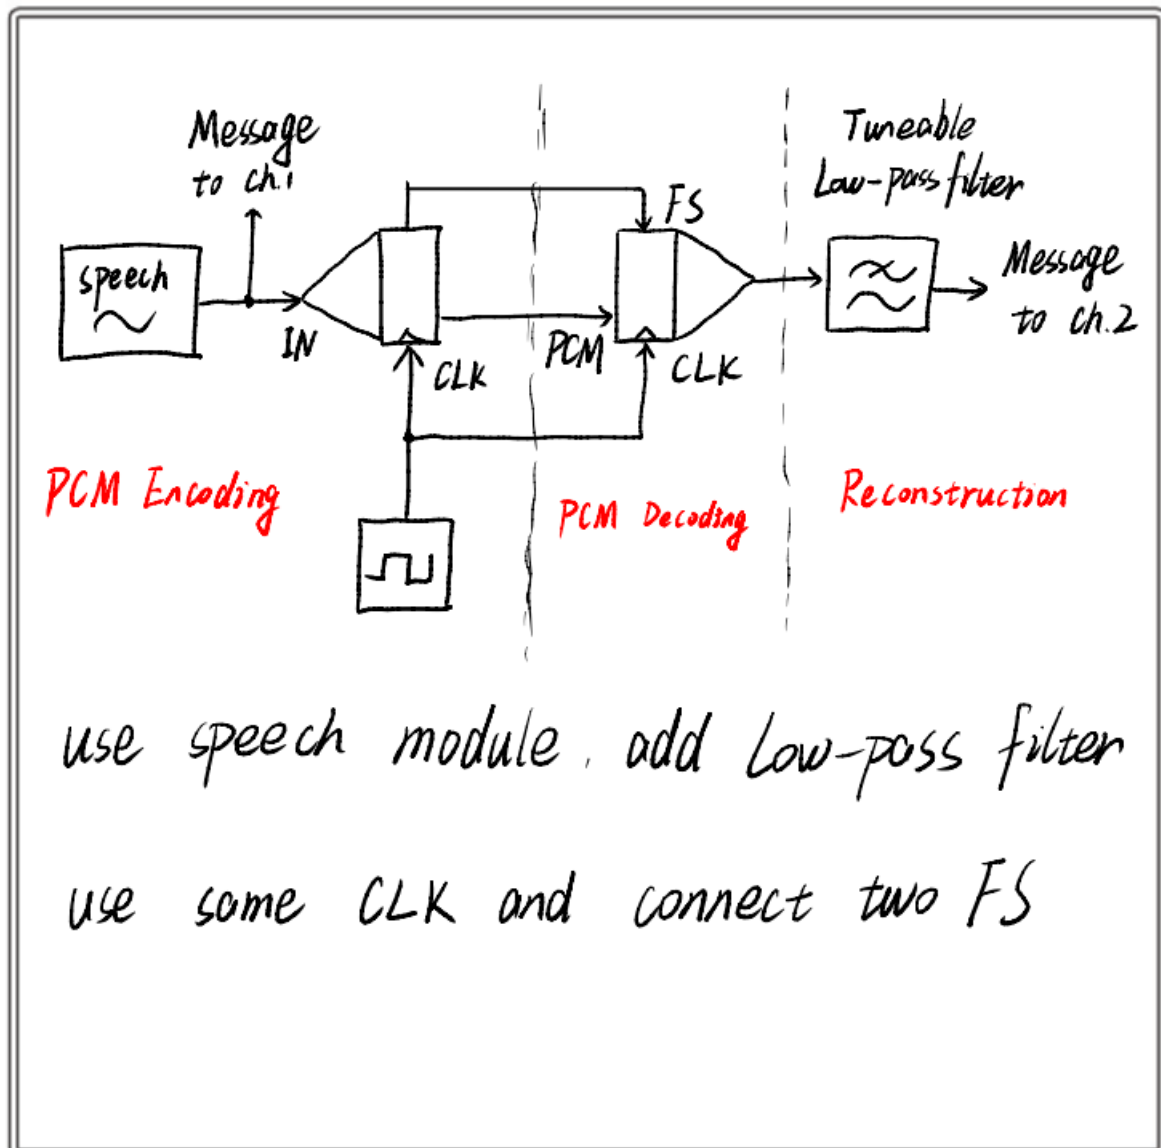 Message
to ch.1
Tuneable
Low-pass filter
FS
speech
Message
to ch.2
IN
CLK
PCM
CLK
PCM Encoding
PCM Decoding
Reconstruction
use speech module, add Low-pass filter
use same CLK and connect two FS